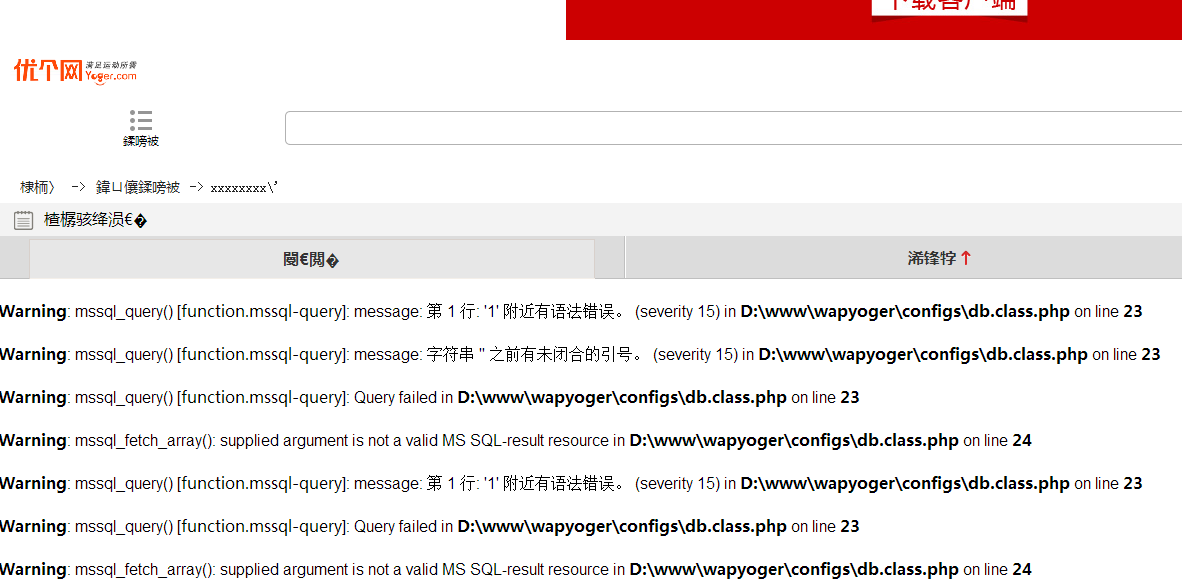 下载客户端
优个网 满足运动所需
Yoger.com
鍒嗙被
棣栭〉 -> 鍏ㄩ儴鍒嗙被 -> xxxxxxxx\'
楂樼骇绛涢€�
閿€閲�
浠锋牸↑
Warning: mssql_query() [function.mssql-query]: message: 第 1 行: '1' 附近有语法错误。 (severity 15) in D:\www\wapyoger\configs\db.class.php on line 23
Warning: mssql_query() [function.mssql-query]: message: 字符串 '' 之前有未闭合的引号。 (severity 15) in D:\www\wapyoger\configs\db.class.php on line 23
Warning: mssql_query() [function.mssql-query]: Query failed in D:\www\wapyoger\configs\db.class.php on line 23
Warning: mssql_fetch_array(): supplied argument is not a valid MS SQL-result resource in D:\www\wapyoger\configs\db.class.php on line 24
Warning: mssql_query() [function.mssql-query]: message: 第 1 行: '1' 附近有语法错误。 (severity 15) in D:\www\wapyoger\configs\db.class.php on line 23
Warning: mssql_query() [function.mssql-query]: Query failed in D:\www\wapyoger\configs\db.class.php on line 23
Warning: mssql_fetch_array(): supplied argument is not a valid MS SQL-result resource in D:\www\wapyoger\configs\db.class.php on line 24